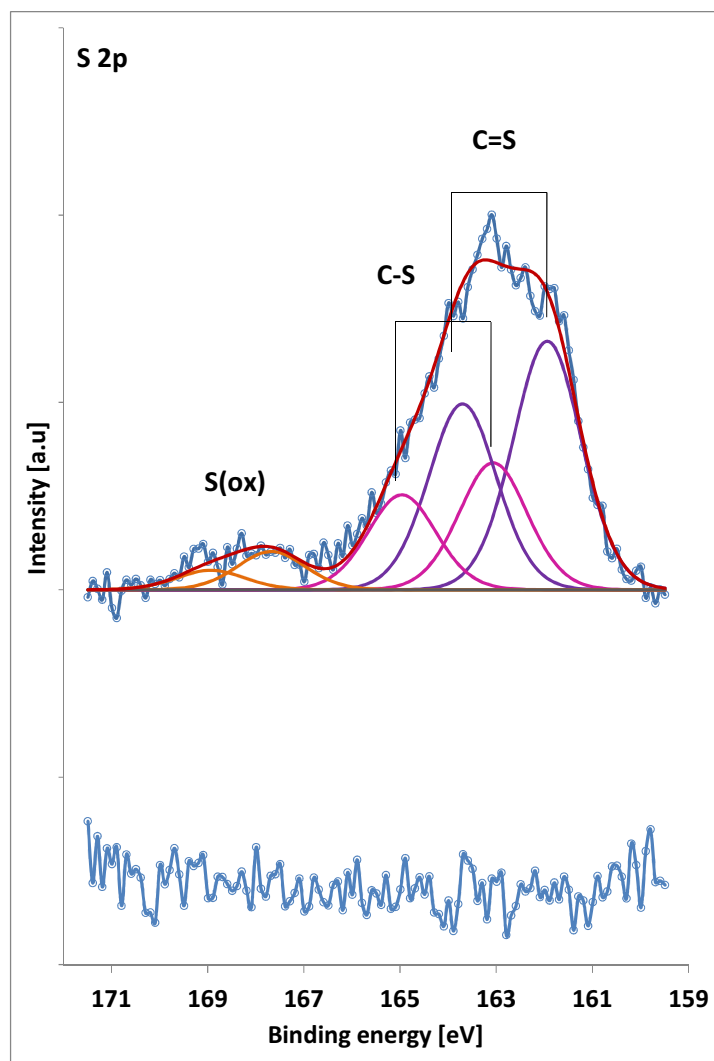 S 2p
C=S
C-S
S(ox)
Intensity [a.u]
171 169 167 165 163 161 159
Binding energy [eV]